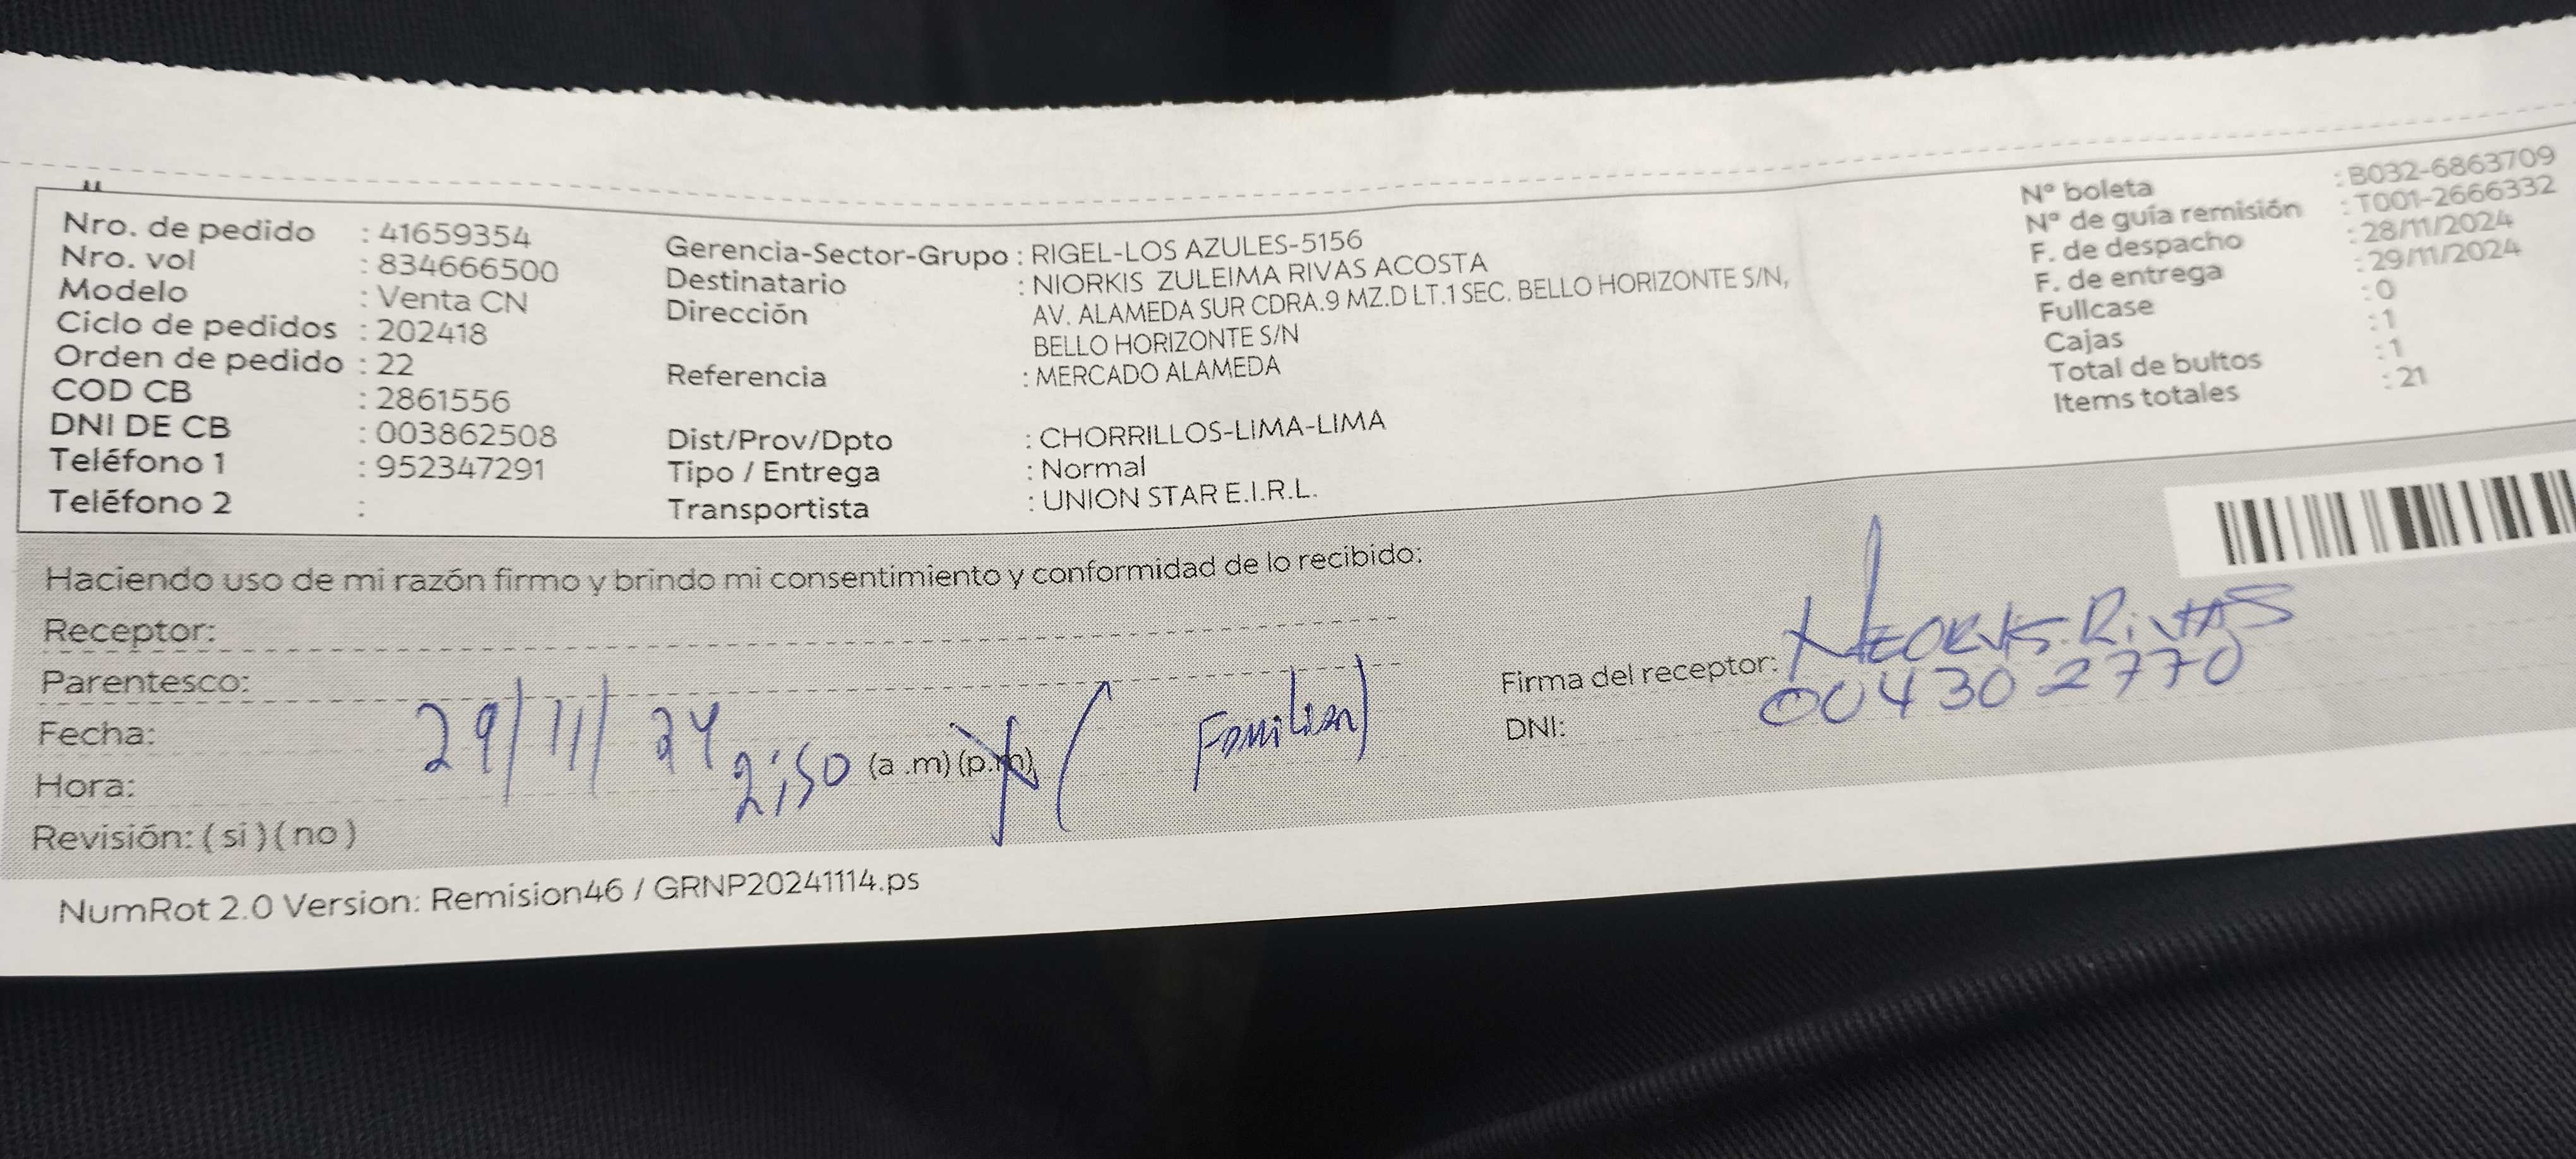 Nro. de pedido : 41659354
Nro. vol : 834666500
Modelo : Venta CN
Ciclo de pedidos : 202418
Orden de pedido : 22
COD CB : 2861556
DNI DE CB : 003862508
Teléfono 1 : 952347291
Teléfono 2 :
Gerencia-Sector-Grupo : RIGEL-LOS AZULES-5156
Destinatario : NIORKIS ZULEIMA RIVAS ACOSTA
Dirección : AV. ALAMEDA SUR CDRA.9 MZ.D LT.1 SEC. BELLO HORIZONTE S/N,
BELLO HORIZONTE S/N
Referencia : MERCADO ALAMEDA
Dist/Prov/Dpto : CHORRILLOS-LIMA-LIMA
Tipo / Entrega : Normal
Transportista : UNION STAR E.I.R.L.
N° boleta : B032-6863709
N° de guía remisión : T001-2666332
F. de despacho : 28/11/2024
F. de entrega : 29/11/2024
Fullcase : 0
Cajas : 1
Total de bultos : 1
Items totales : 21
Haciendo uso de mi razón firmo y brindo mi consentimiento y conformidad de lo recibido:
Receptor:
Parentesco:
Fecha: 29/11/24
Hora: 2:50 (a .m) (p.m) (Familiar)
Revisión: ( si ) ( no )
Firma del receptor: Rivas
DNI: 004302770
NumRot 2.0 Version: Remision46 / GRNP20241114.ps